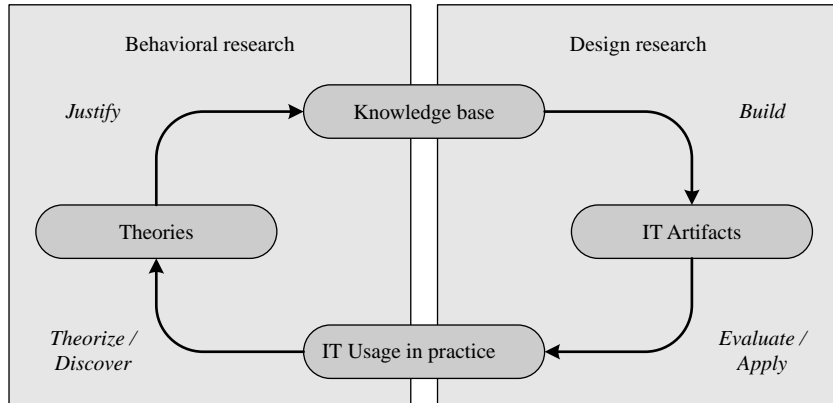 Behavioral research
Design research
Justify
Knowledge base
Build
Theories
IT Artifacts
Theorize /
Discover
IT Usage in practice
Evaluate /
Apply